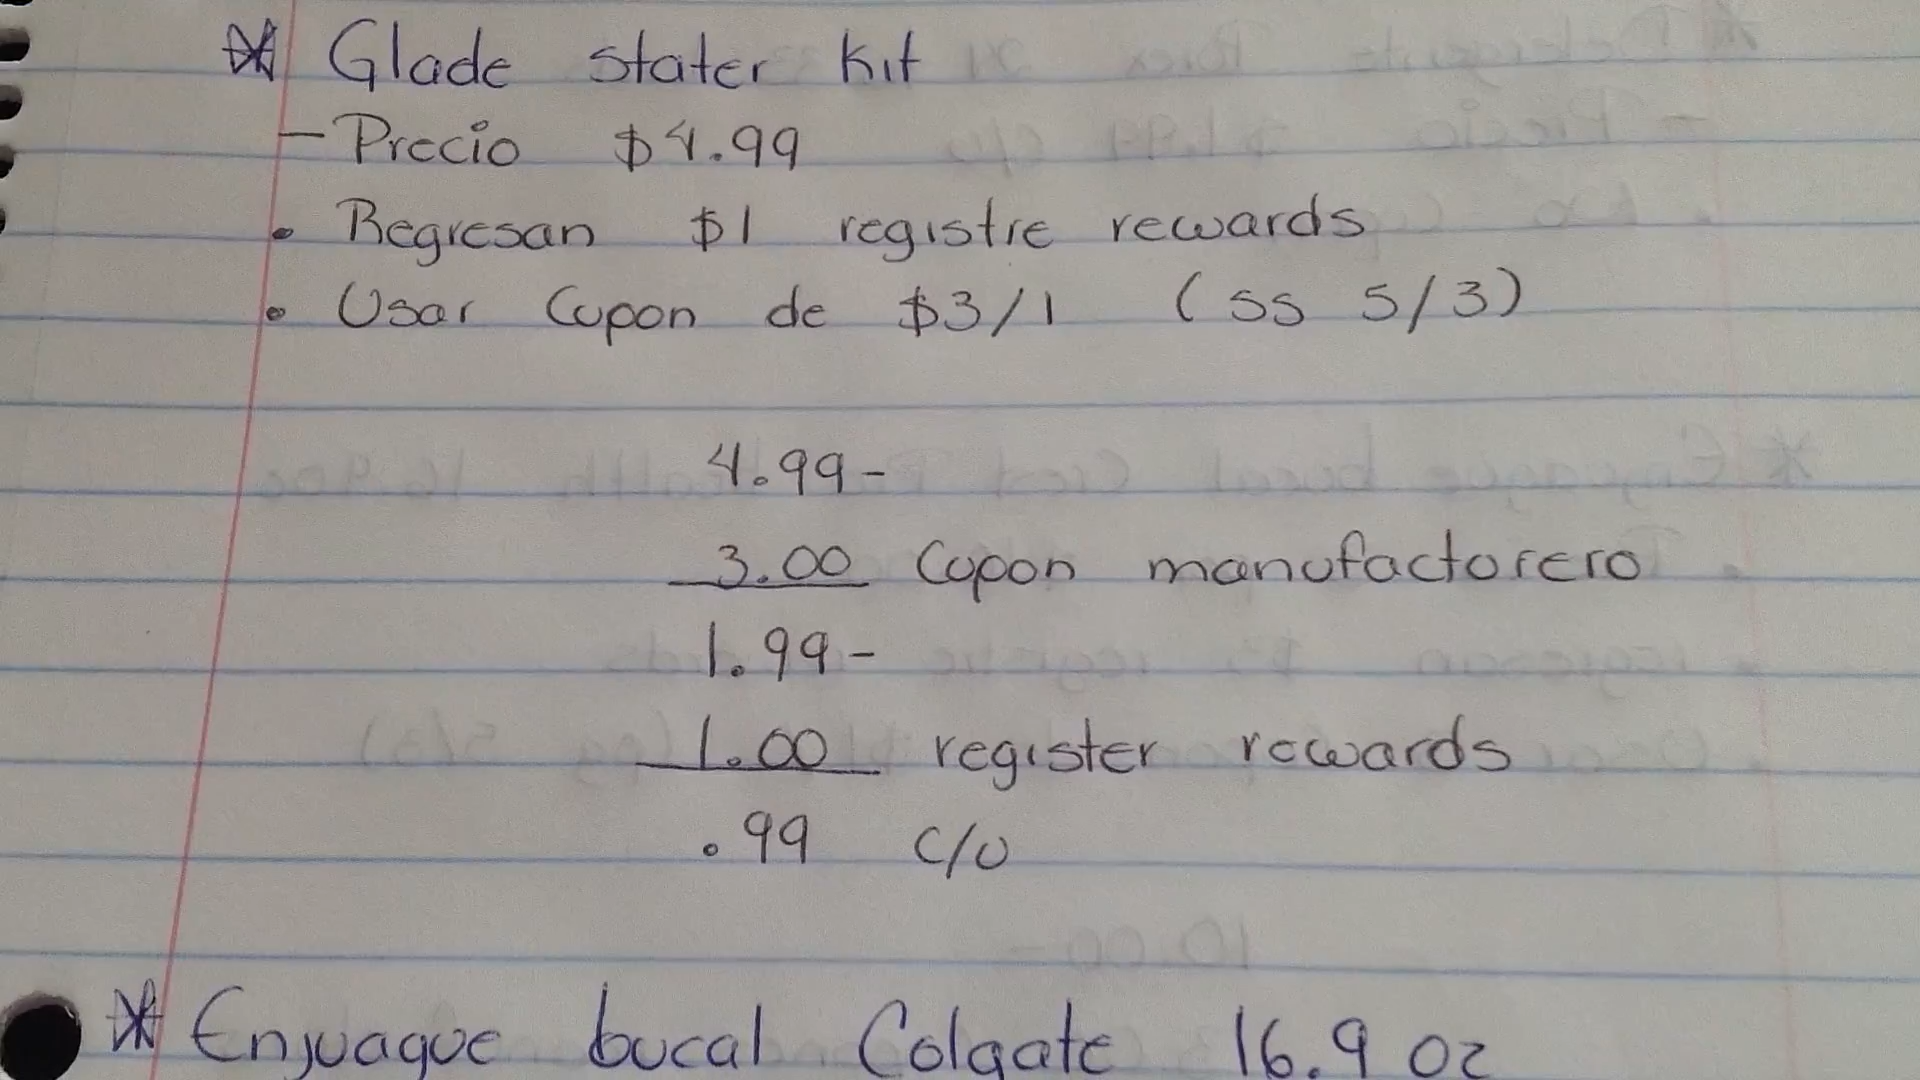 * Glade stater kit
- Precio $4.99
• Regresan $1 registre rewards
• Usar Cupon de $3/1 (SS 5/3)
4.99-
3.00 Cupon manufactorero
1.99-
1.00 register rewards
.99 c/u
* Enjuague bucal Colgate 16.9 oz